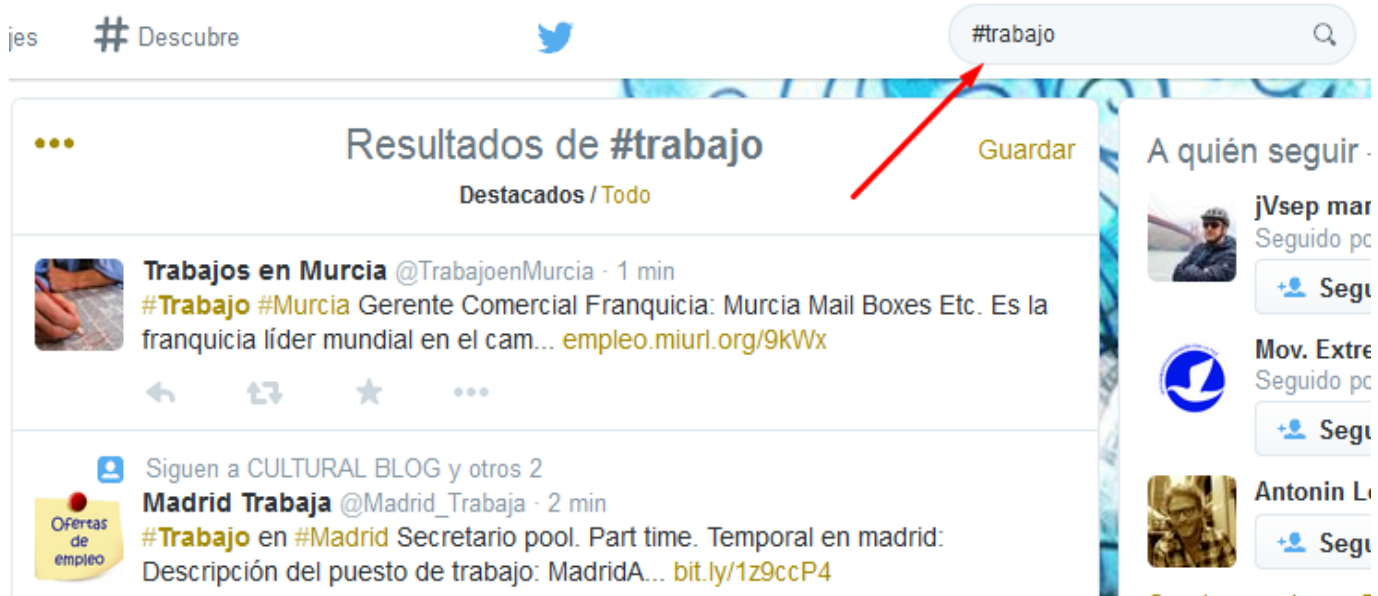 jes # Descubre #trabajo
Resultados de #trabajo
Guardar
Destacados / Todo
Trabajos en Murcia @TrabajoenMurcia · 1 min
#Trabajo #Murcia Gerente Comercial Franquicia: Murcia Mail Boxes Etc. Es la
franquicia líder mundial en el cam... empleo.miurl.org/9kWx
Siguen a CULTURAL BLOG y otros 2
Ofertas
de
empleo
Madrid Trabaja @Madrid_Trabaja · 2 min
#Trabajo en #Madrid Secretario pool. Part time. Temporal en madrid:
Descripción del puesto de trabajo: MadridA... bit.ly/1z9ccP4
A quién seguir
jVsep mar
Seguido po
Segu
Mov. Extre
Seguido po
Segu
Antonin L
Segu